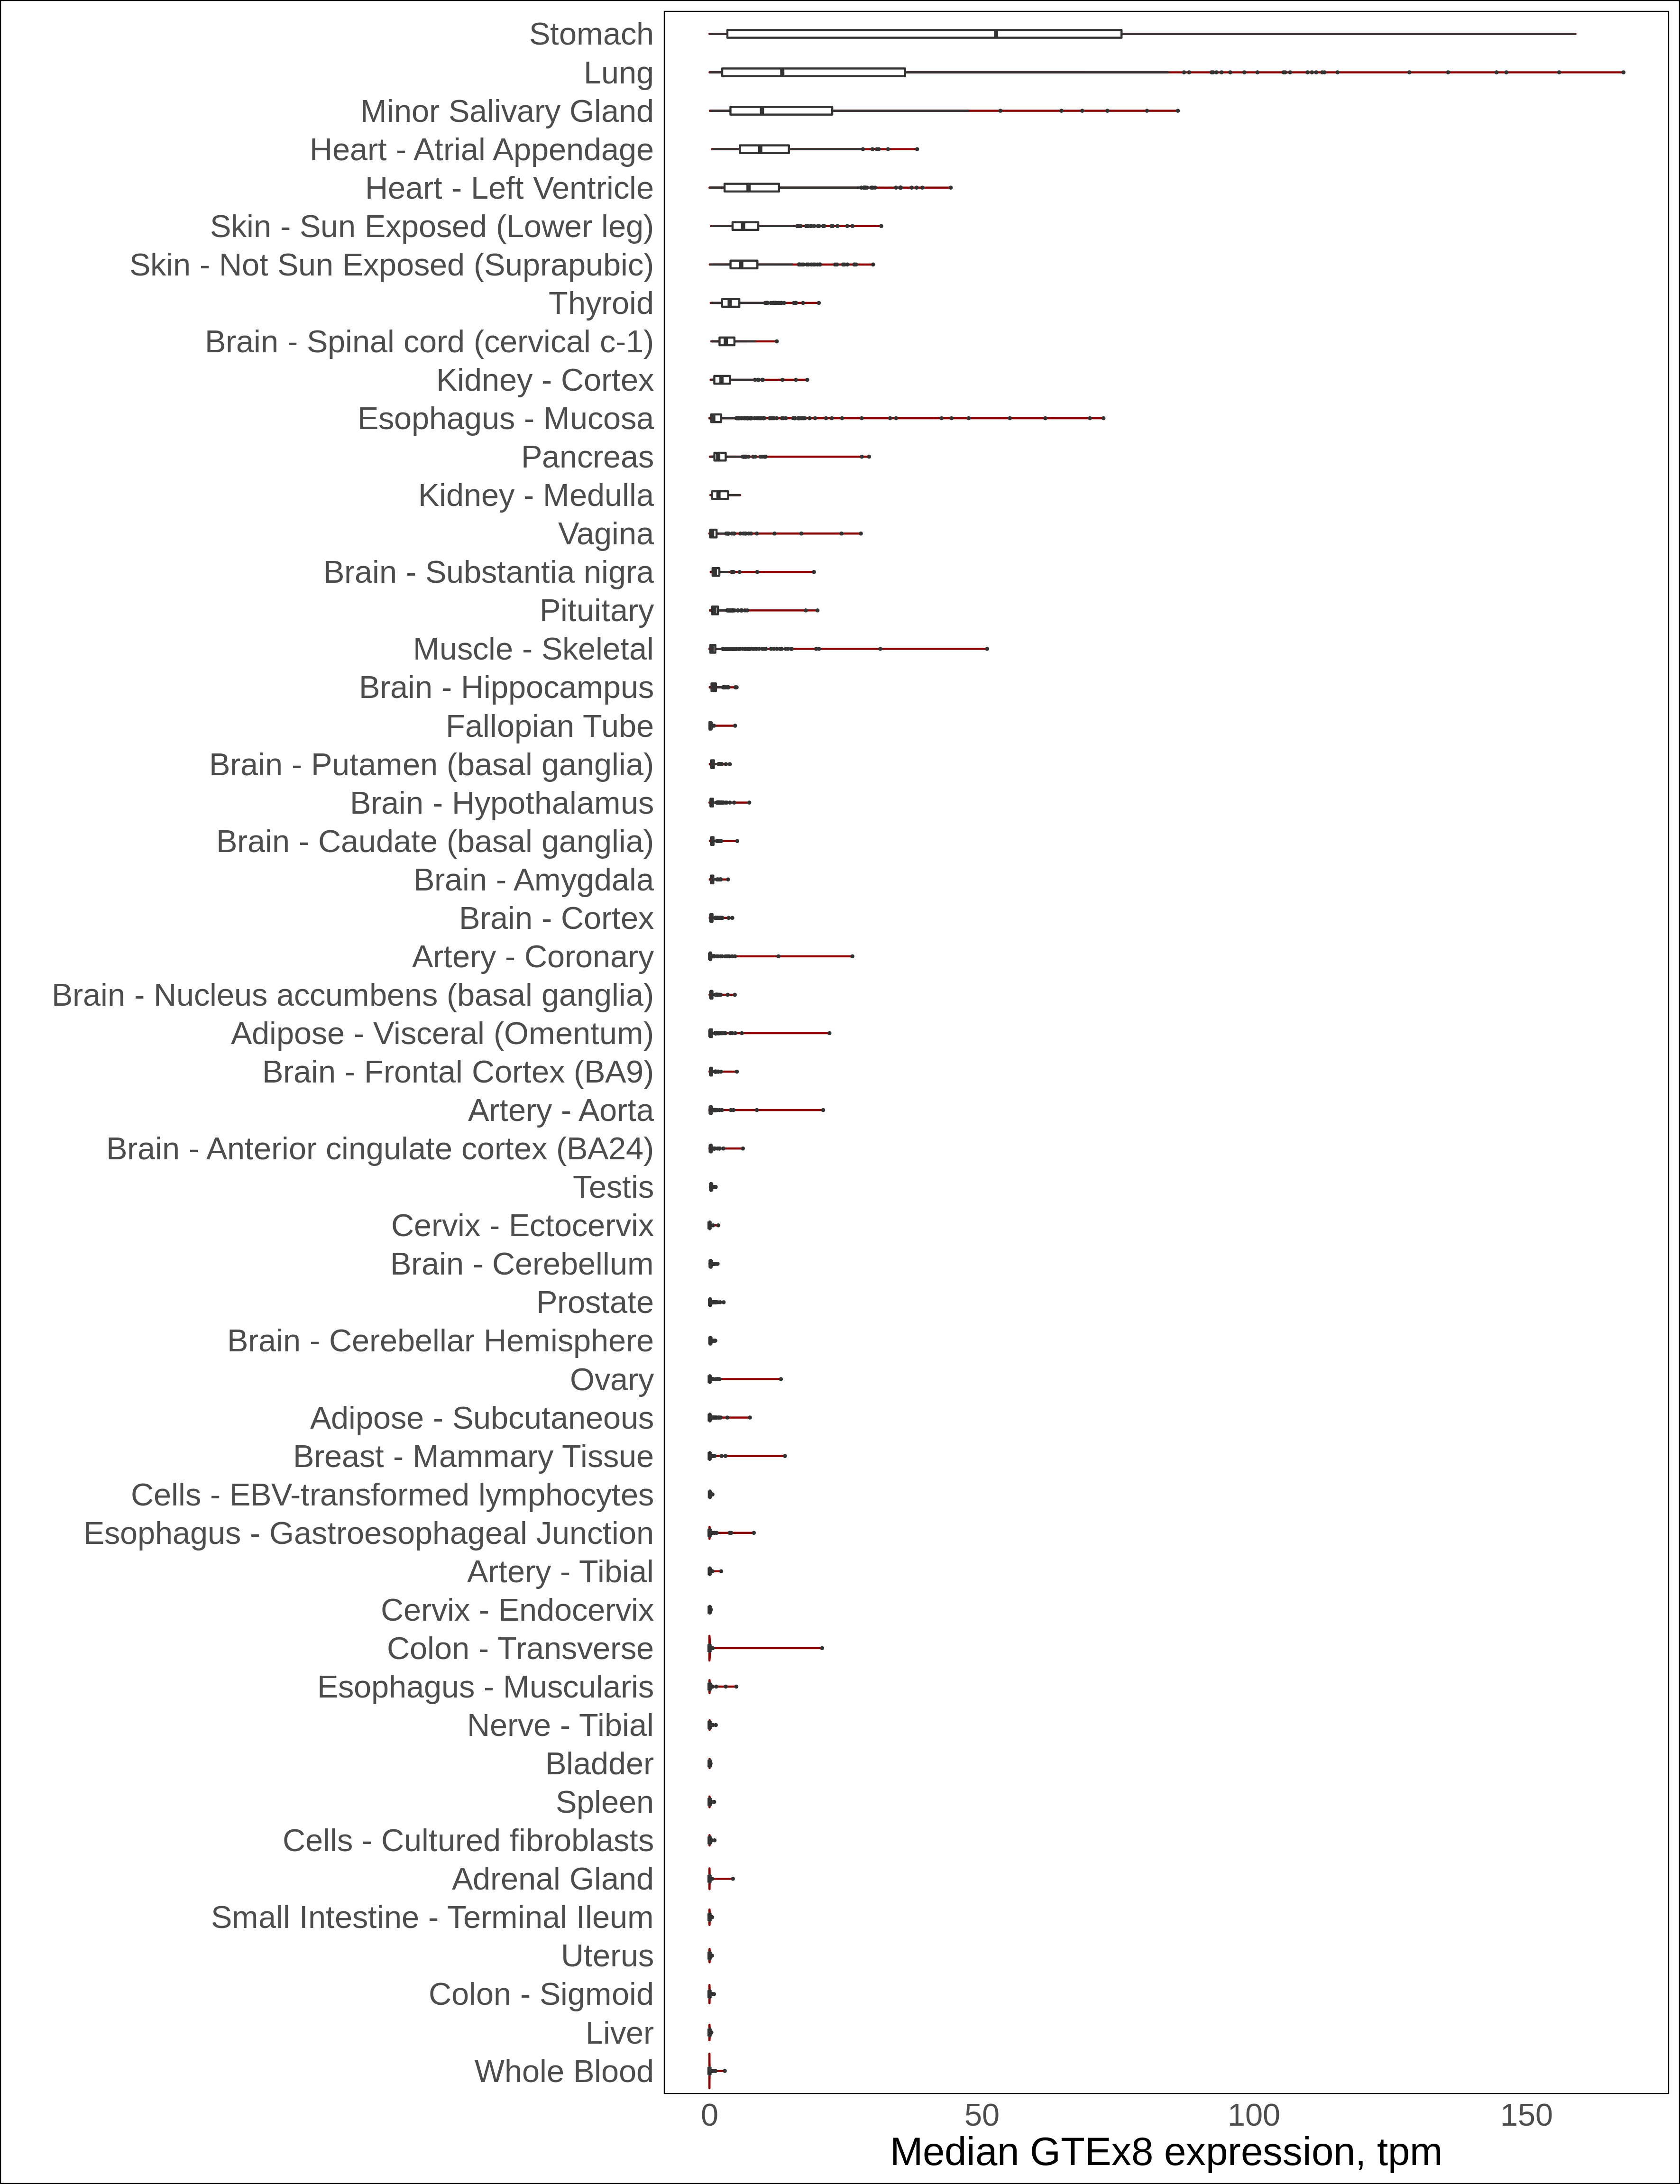 Stomach
Lung
Minor Salivary Gland
Heart - Atrial Appendage
Heart - Left Ventricle
Skin - Sun Exposed (Lower leg)
Skin - Not Sun Exposed (Suprapubic)
Thyroid
Brain - Spinal cord (cervical c-1)
Kidney - Cortex
Esophagus - Mucosa
Pancreas
Kidney - Medulla
Vagina
Brain - Substantia nigra
Pituitary
Muscle - Skeletal
Brain - Hippocampus
Fallopian Tube
Brain - Putamen (basal ganglia)
Brain - Hypothalamus
Brain - Caudate (basal ganglia)
Brain - Amygdala
Brain - Cortex
Artery - Coronary
Brain - Nucleus accumbens (basal ganglia)
Adipose - Visceral (Omentum)
Brain - Frontal Cortex (BA9)
Artery - Aorta
Brain - Anterior cingulate cortex (BA24)
Testis
Cervix - Ectocervix
Brain - Cerebellum
Prostate
Brain - Cerebellar Hemisphere
Ovary
Adipose - Subcutaneous
Breast - Mammary Tissue
Cells - EBV-transformed lymphocytes
Esophagus - Gastroesophageal Junction
Artery - Tibial
Cervix - Endocervix
Colon - Transverse
Esophagus - Muscularis
Nerve - Tibial
Bladder
Spleen
Cells - Cultured fibroblasts
Adrenal Gland
Small Intestine - Terminal Ileum
Uterus
Colon - Sigmoid
Liver
Whole Blood
0 50 100 150
Median GTEx8 expression, tpm